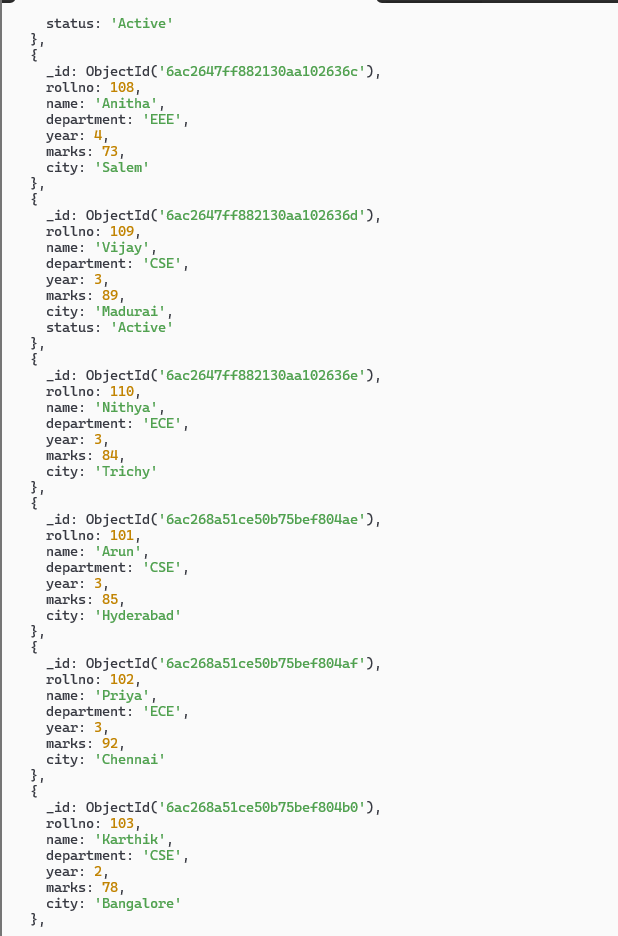 status: 'Active'
},
{
_id: ObjectId('6ac2647ff882130aa102636c'),
rollno: 108,
name: 'Anitha',
department: 'EEE',
year: 4,
marks: 73,
city: 'Salem'
},
{
_id: ObjectId('6ac2647ff882130aa102636d'),
rollno: 109,
name: 'Vijay',
department: 'CSE',
year: 3,
marks: 89,
city: 'Madurai',
status: 'Active'
},
{
_id: ObjectId('6ac2647ff882130aa102636e'),
rollno: 110,
name: 'Nithya',
department: 'ECE',
year: 3,
marks: 84,
city: 'Trichy'
},
{
_id: ObjectId('6ac268a51ce50b75bef804ae'),
rollno: 101,
name: 'Arun',
department: 'CSE',
year: 3,
marks: 85,
city: 'Hyderabad'
},
{
_id: ObjectId('6ac268a51ce50b75bef804af'),
rollno: 102,
name: 'Priya',
department: 'ECE',
year: 3,
marks: 92,
city: 'Chennai'
},
{
_id: ObjectId('6ac268a51ce50b75bef804b0'),
rollno: 103,
name: 'Karthik',
department: 'CSE',
year: 2,
marks: 78,
city: 'Bangalore'
},